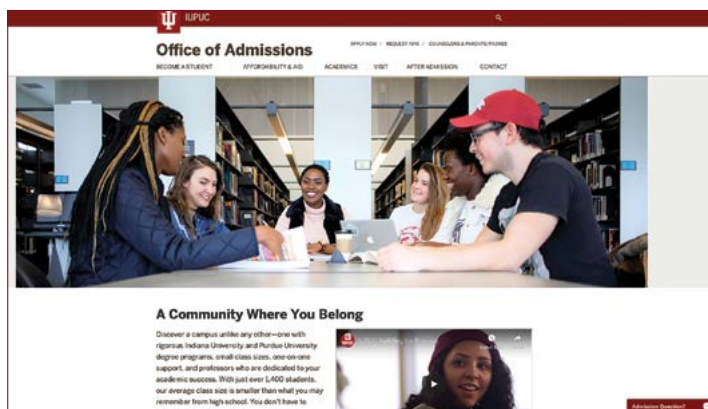 IUPUC
Office of Admissions
APPLY NOW / REQUEST INFO / COUNSELORS & PARENTS/PHONES
BECOME A STUDENT AFFORDABILITY & AID ACADEMICS VISIT AFTER ADMISSION CONTACT
A Community Where You Belong
Discover a campus unlike any other—one with
rigorous Indiana University and Purdue University
degree programs, small class sizes, one-on-one
support, and professors who are dedicated to your
academic success. With just over 1,400 students,
our average class size is smaller than what you may
remember from high school. You don't have to
Admission Question?